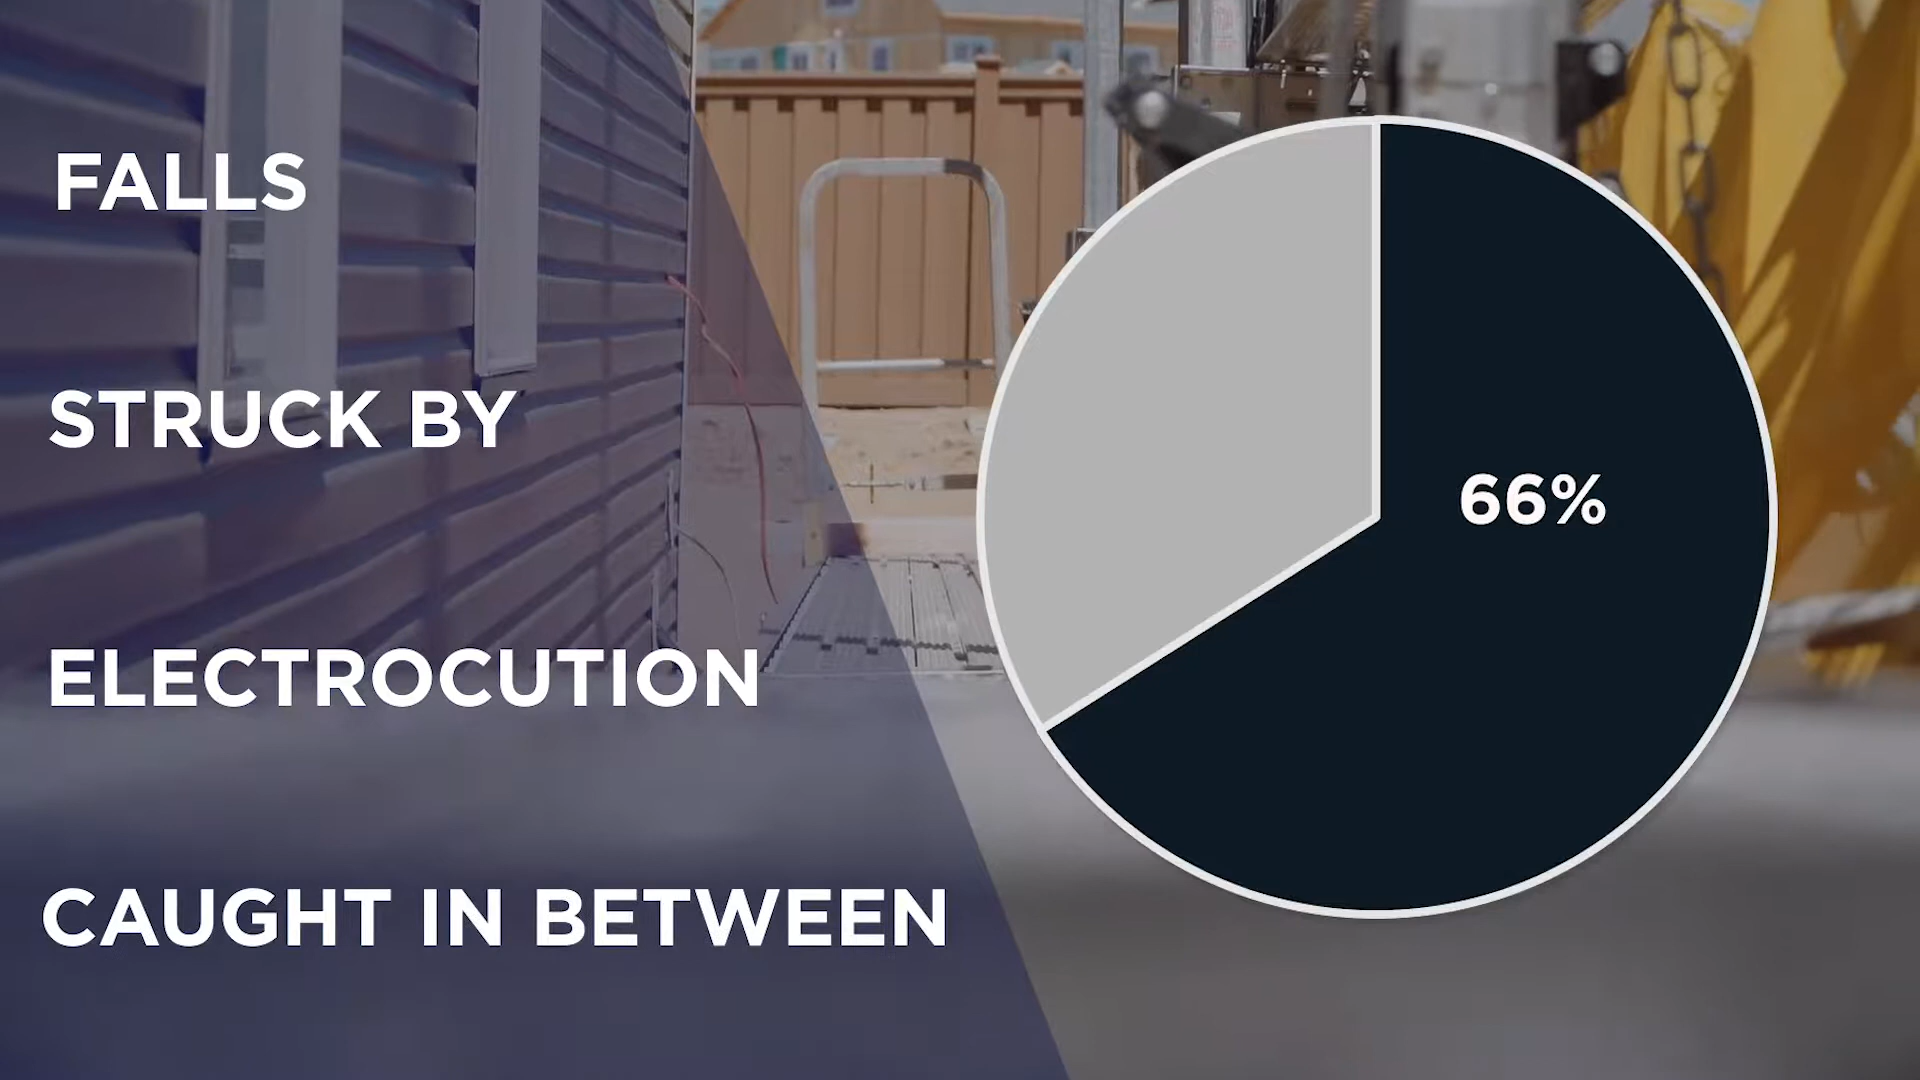 FALLS
STRUCK BY
66%
ELECTROCUTION
CAUGHT IN BETWEEN